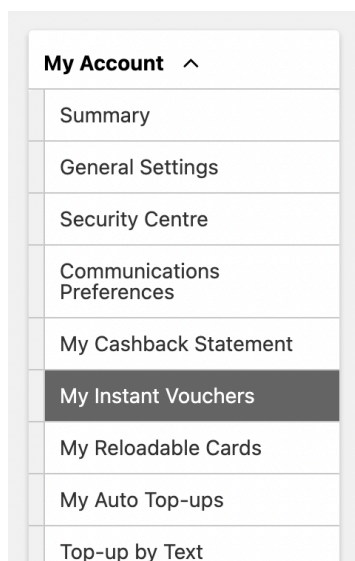 My Account
Summary
General Settings
Security Centre
Communications
Preferences
My Cashback Statement
My Instant Vouchers
My Reloadable Cards
My Auto Top-ups
Top-up by Text